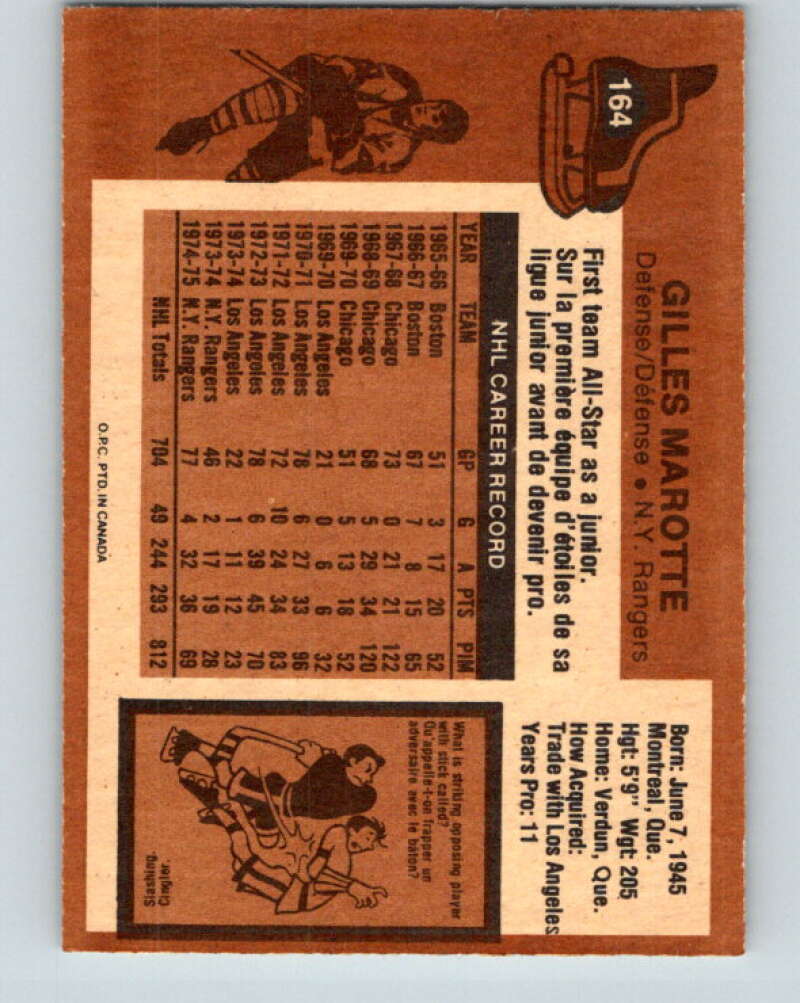 164
GILLES MAROTTE
Defense/Défense • N.Y. Rangers
First team All-Star as a junior.
Sur la première équipe d'étoiles de sa
ligue junior avant de devenir pro.
Born: June 7, 1945
Montreal, Que.
Hgt: 5'9" Wgt: 205
Home: Verdun, Que.
How Acquired:
Trade with Los Angeles
Years Pro: 11
NHL CAREER RECORD
YEAR TEAM GP G A PTS PIM
1965-66 Boston 51 3 17 20 52
1966-67 Boston 67 7 8 15 65
1967-68 Chicago 73 0 21 21 122
1968-69 Chicago 68 5 29 34 120
1969-70 Chicago 51 5 13 18 52
1969-70 Los Angeles 21 0 6 6 32
1970-71 Los Angeles 78 6 27 33 96
1971-72 Los Angeles 72 10 24 34 83
1972-73 Los Angeles 78 6 39 45 70
1973-74 Los Angeles 22 1 11 12 23
1973-74 N.Y. Rangers 46 2 17 19 28
1974-75 N.Y. Rangers 77 4 32 36 69
NHL Totals 704 49 244 293 812
What is striking opposing player
with stick called?
Qu'appelle-t-on frapper un
adversaire avec le bâton?
Slashing.
Cingler.
O.P.C. PTD. IN CANADA